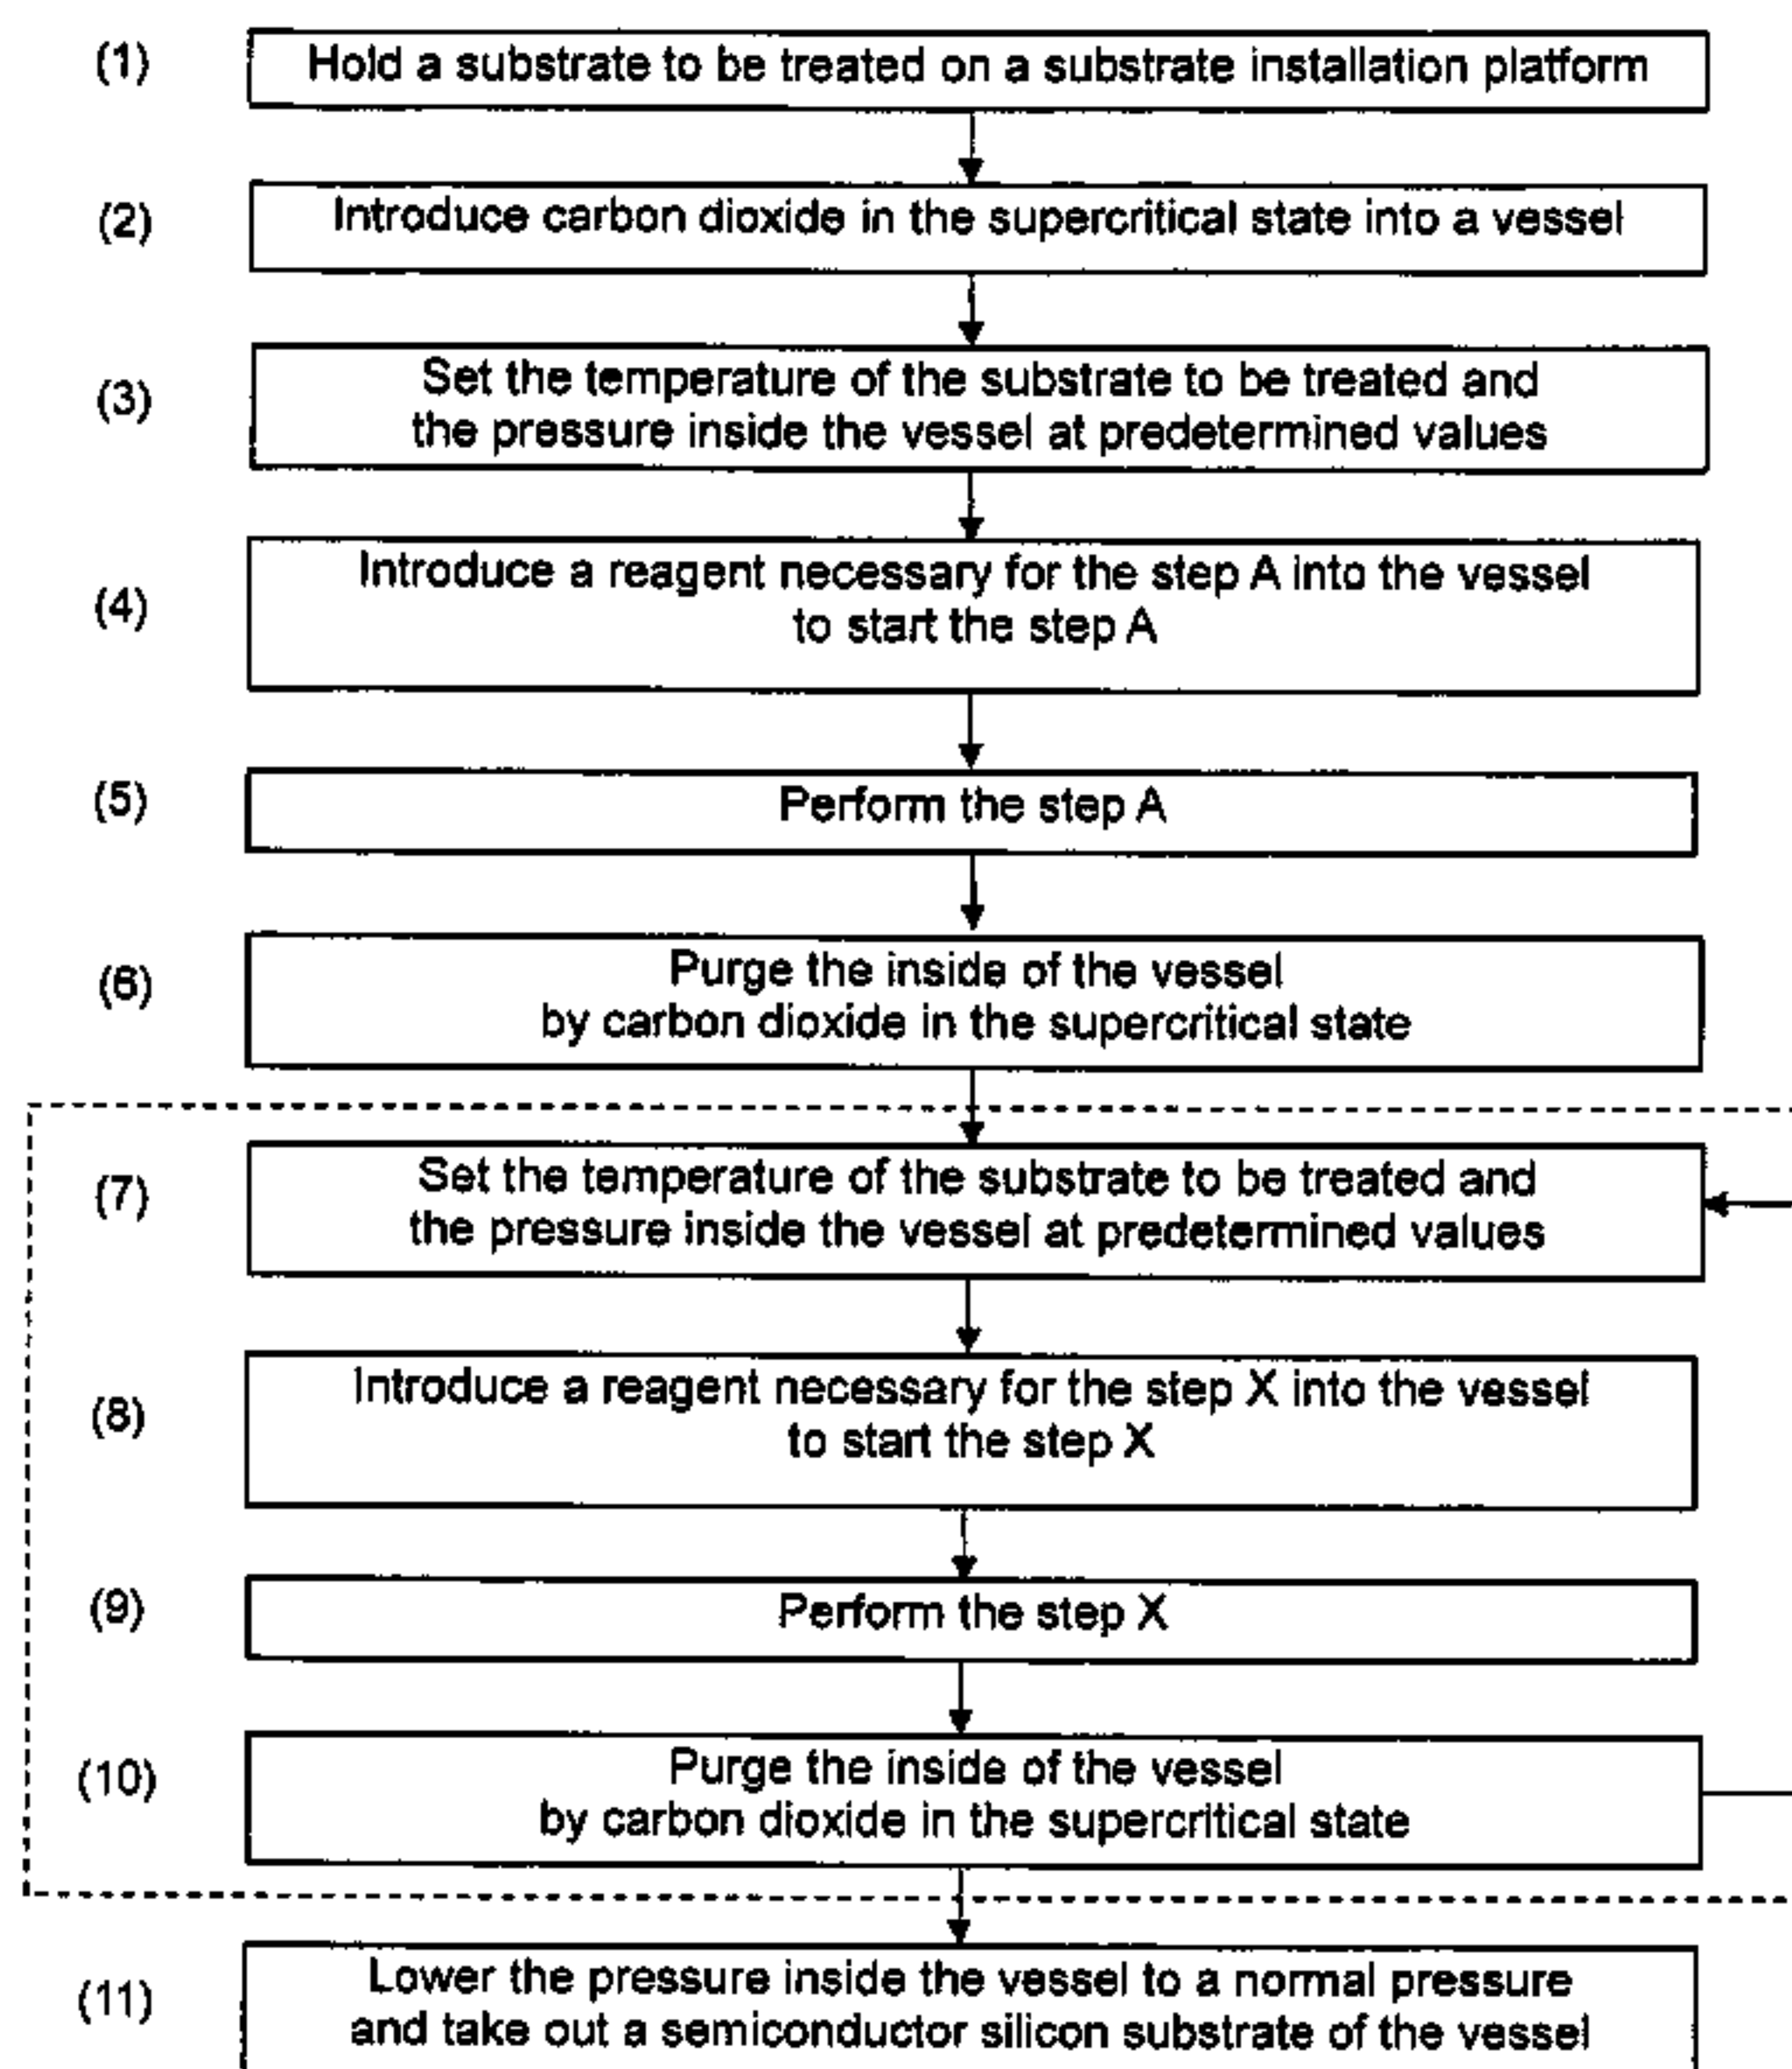 (1) Hold a substrate to be treated on a substrate installation platform
(2) Introduce carbon dioxide in the supercritical state into a vessel
(3) Set the temperature of the substrate to be treated and
the pressure inside the vessel at predetermined values
(4) Introduce a reagent necessary for the step A into the vessel
to start the step A
(5) Perform the step A
(6) Purge the inside of the vessel
by carbon dioxide in the supercritical state
(7) Set the temperature of the substrate to be treated and
the pressure inside the vessel at predetermined values
(8) Introduce a reagent necessary for the step X into the vessel
to start the step X
(9) Perform the step X
(10) Purge the inside of the vessel
by carbon dioxide in the supercritical state
(11) Lower the pressure inside the vessel to a normal pressure
and take out a semiconductor silicon substrate of the vessel